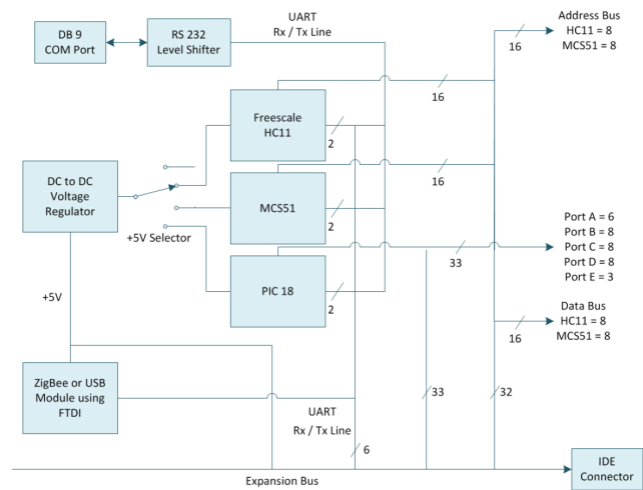 UART
Rx / Tx Line
DB 9
COM Port
RS 232
Level Shifter
Address Bus
HC11 = 8
MCS51 = 8
16
16
Freescale
HC11
2
DC to DC
Voltage
Regulator
16
MCS51
2
+5V Selector
Port A = 6
Port B = 8
Port C = 8
Port D = 8
Port E = 3
33
PIC 18
2
+5V
Data Bus
HC11 = 8
MCS51 = 8
16
ZigBee or USB
Module using
FTDI
33
32
UART
Rx / Tx Line
6
Expansion Bus
IDE
Connector